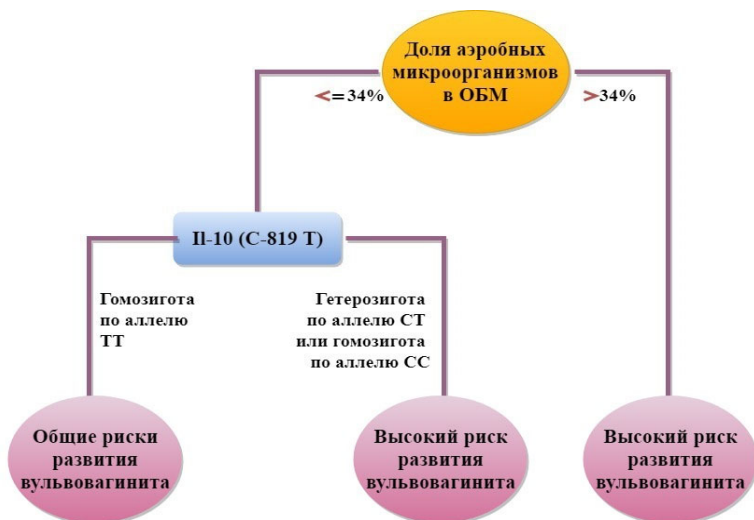 Доля аэробных
микроорганизмов
в ОБМ
<=34%
>34%
Il-10 (C-819 T)
Гомозигота
по аллелю
ТТ
Гетерозигота
по аллелю СТ
или гомозигота
по аллелю СС
Общие риски
развития
вульвовагинита
Высокий риск
развития
вульвовагинита
Высокий риск
развития
вульвовагинита